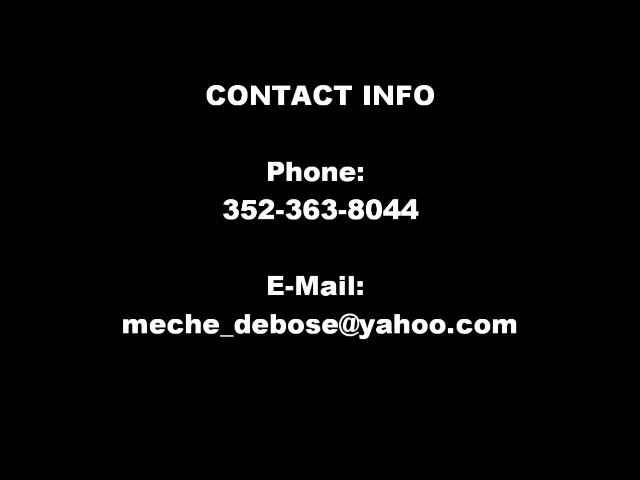 CONTACT INFO
Phone:
352-363-8044
E-Mail:
meche_debose@yahoo.com